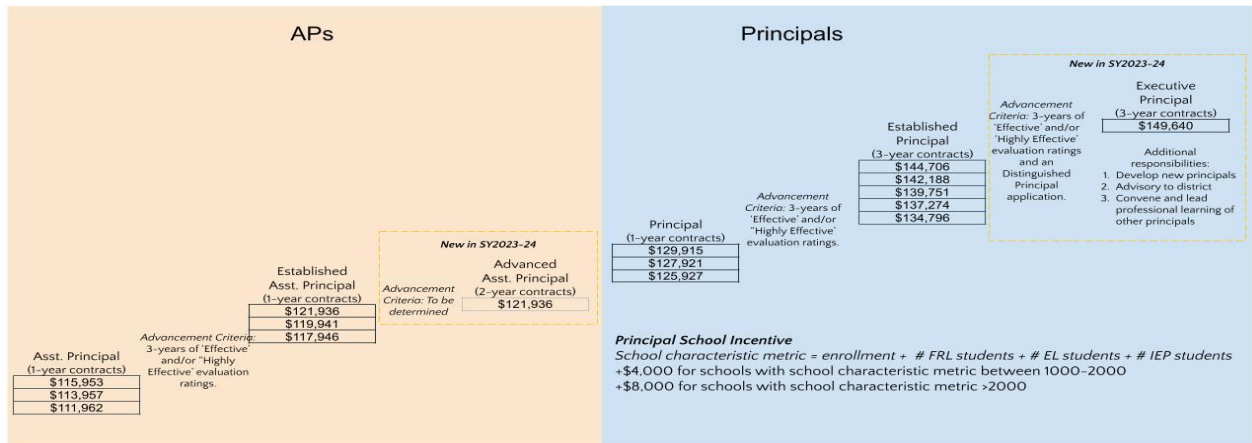 APs
Asst. Principal
(1-year contracts)
$115,953
$113,957
$111,962
Advancement Criteria:
3-years of 'Effective'
and/or "Highly
Effective' evaluation
ratings.
Established
Asst. Principal
(1-year contracts)
$121,936
$119,941
$117,946
New in SY2023-24
Advancement
Criteria: To be
determined
Advanced
Asst. Principal
(2-year contracts)
$121,936
Principals
Principal
(1-year contracts)
$129,915
$127,921
$125,927
Advancement
Criteria: 3-years of
'Effective' and/or
"Highly Effective'
evaluation ratings.
Established
Principal
(3-year contracts)
$144,706
$142,188
$139,751
$137,274
$134,796
New in SY2023-24
Advancement
Criteria: 3-years of
'Effective' and/or
'Highly Effective'
evaluation ratings
and an
Distinguished
Principal
application.
Executive
Principal
(3-year contracts)
$149,640
Additional
responsibilities:
1. Develop new principals
2. Advisory to district
3. Convene and lead
professional learning of
other principals
Principal School Incentive
School characteristic metric = enrollment + # FRL students + # EL students + # IEP students
+$4,000 for schools with school characteristic metric between 1000-2000
+$8,000 for schools with school characteristic metric >2000